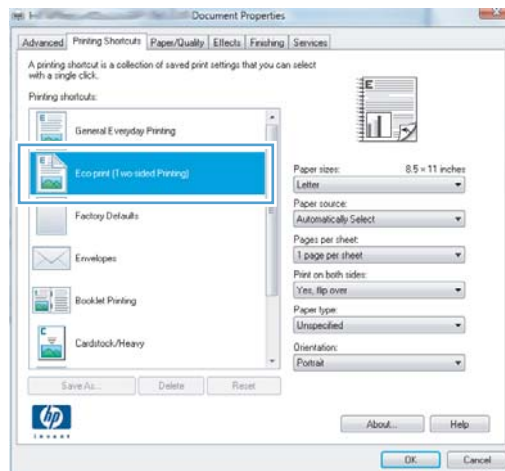 Document Properties
Advanced Printing Shortcuts Paper/Quality Effects Finishing Services
A printing shortcut is a collection of saved print settings that you can select
with a single click.
Printing shortcuts:
General Everyday Printing
Eco-print (Two-sided Printing)
Factory Defaults
Envelopes
Booklet Printing
Cardstock/Heavy
Save As... Delete Reset
E
Paper sizes: 8.5 × 11 inches
Letter
Paper source:
Automatically Select
Pages per sheet:
1 page per sheet
Print on both sides:
Yes, flip over
Paper type:
Unspecified
Orientation:
Portrait
hp
invent
About... Help
OK Cancel